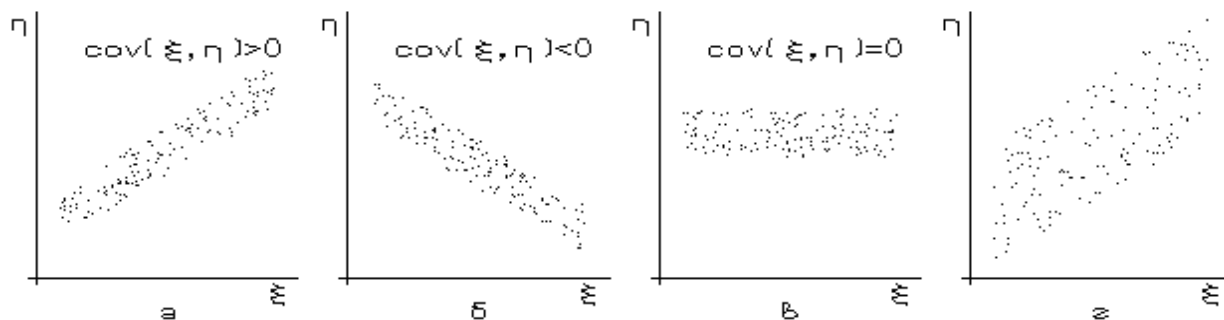 η
cov( ξ, η )>0
ξ
а
η
cov( ξ, η )<0
ξ
б
η
cov( ξ, η )=0
ξ
в
η
ξ
г